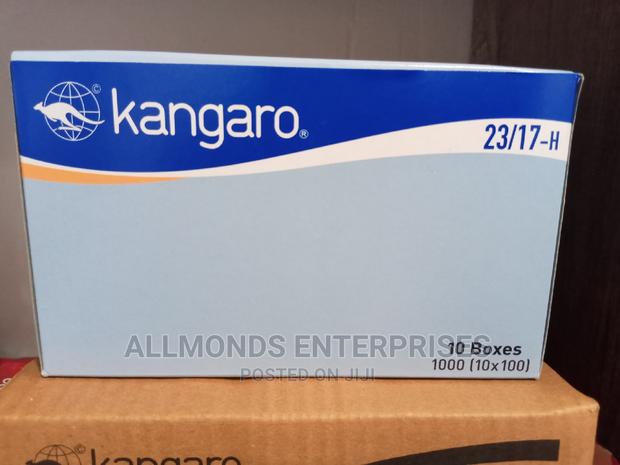 ©
kangaro®
23/17-H
ALLMONDS ENTERPRISES
10 Boxes
POSTED ON JIJI
1000 (10x100)
©
kangaro